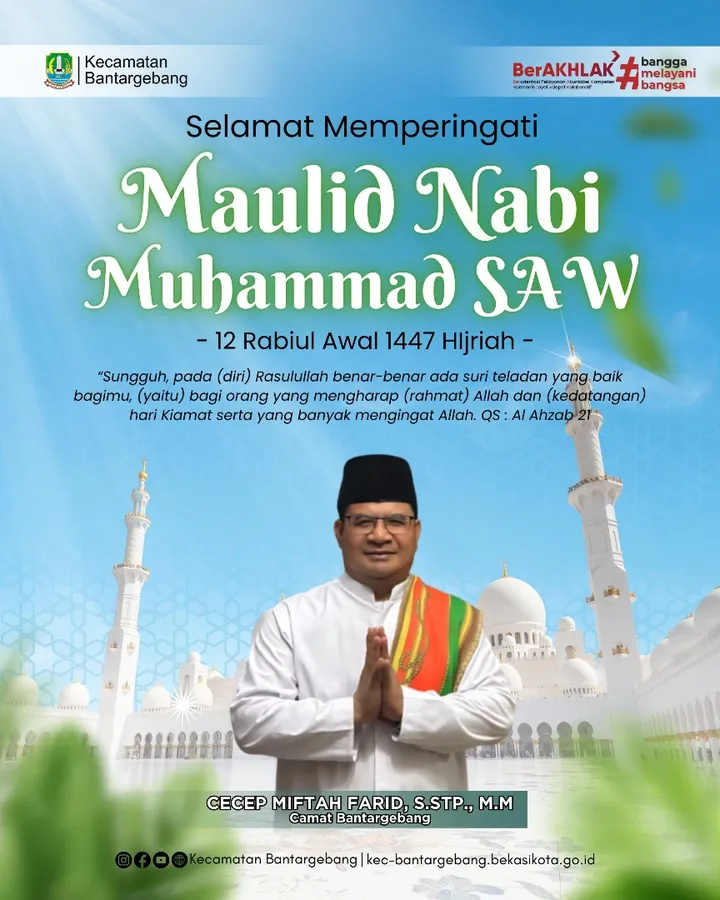 Kecamatan
Bantargebang
BerAKHLAK
#
bangga
melayani
bangsa
Selamat Memperingati
Maulid Nabi
Muhammad SAW
- 12 Rabiul Awal 1447 HIjriah -
“Sungguh, pada (diri) Rasulullah benar-benar ada suri teladan yang baik
bagimu, (yaitu) bagi orang yang mengharap (rahmat) Allah dan (kedatangan)
hari Kiamat serta yang banyak mengingat Allah. QS : Al Ahzab 21
CECEP MIFTAH FARID, S.STP., M.M
Camat Bantargebang
Kecamatan Bantargebang | kec-bantargebang.bekasikota.go.id